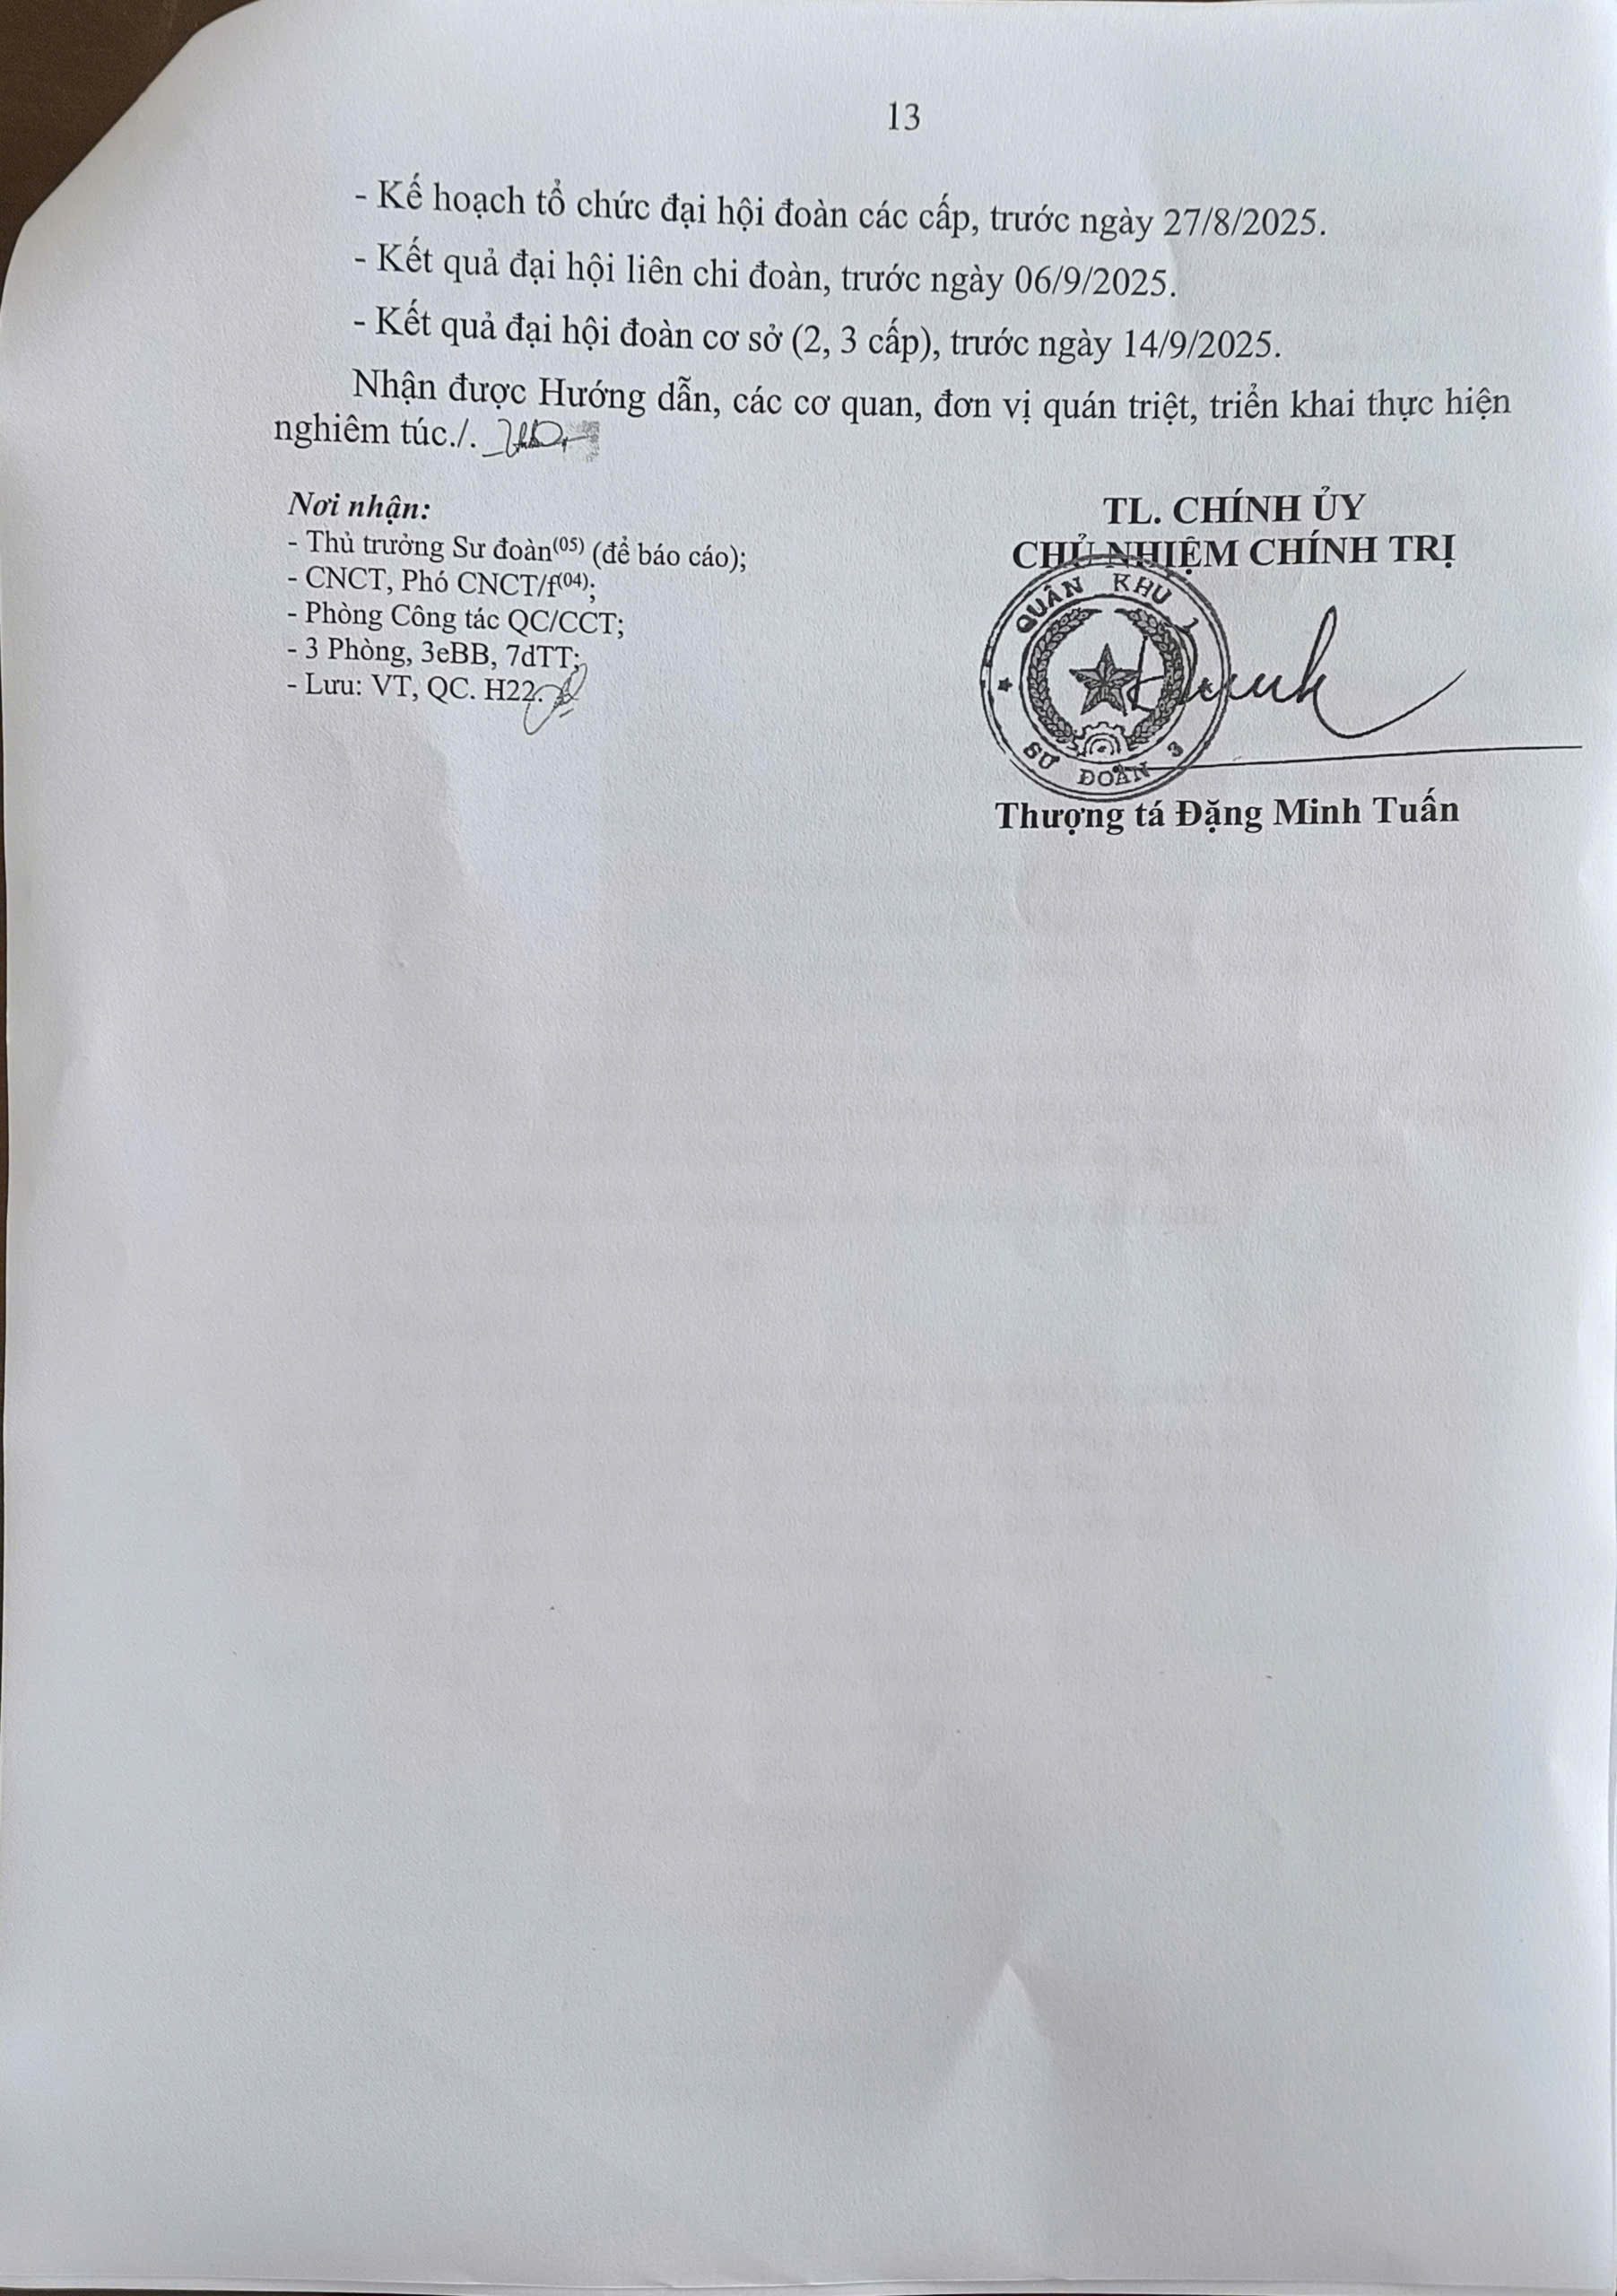 13
- Kế hoạch tổ chức đại hội đoàn các cấp, trước ngày 27/8/2025.
- Kết quả đại hội liên chi đoàn, trước ngày 06/9/2025.
- Kết quả đại hội đoàn cơ sở (2, 3 cấp), trước ngày 14/9/2025.
Nhận được Hướng dẫn, các cơ quan, đơn vị quán triệt, triển khai thực hiện
nghiêm túc./.
Nơi nhận:
- Thủ trưởng Sư đoàn(05) (để báo cáo);
- CNCT, Phó CNCT/f(04);
- Phòng Công tác QC/CCT;
- 3 Phòng, 3eBB, 7dTT;
- Lưu: VT, QC. H22.
TL. CHÍNH ỦY
CHỦ NHIỆM CHÍNH TRỊ
QUÂN KHU 1
SƯ ĐOÀN 3
Thượng tá Đặng Minh Tuấn